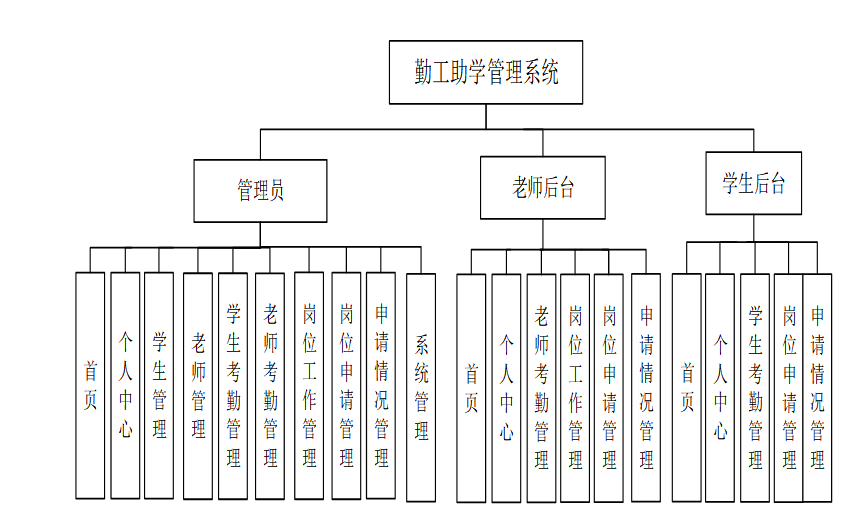 勤工助学管理系统
管理员
老师后台
学生后台
首页
个人中心
学生管理
老师管理
学生考勤管理
老师考勤管理
岗位工作管理
岗位申请管理
申请情况管理
系统管理
首页
个人中心
老师考勤管理
岗位工作管理
岗位申请管理
申请情况管理
首页
个人中心
学生考勤管理
岗位申请管理
申请情况管理